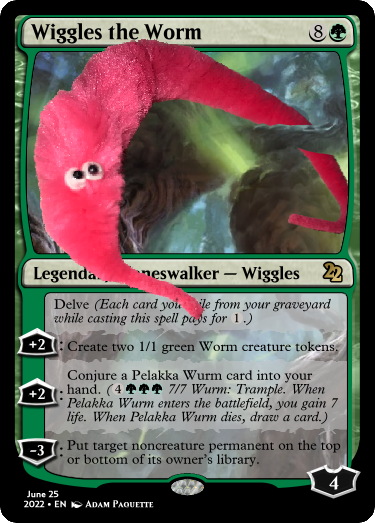 Wiggles the Worm 8
Legendary Planeswalker — Wiggles
22
Delve (Each card you exile from your graveyard
while casting this spell pays for 1.)
+2: Create two 1/1 green Worm creature tokens,
+2: Conjure a Pelakka Wurm card into your
hand. (4 7/7 Wurm: Trample. When
Pelakka Wurm enters the battlefield, you gain 7
life. When Pelakka Wurm dies, draw a card.)
-3: Put target noncreature permanent on the top
or bottom of its owner's library.
4
June 25
2022 • EN Adam Paquette